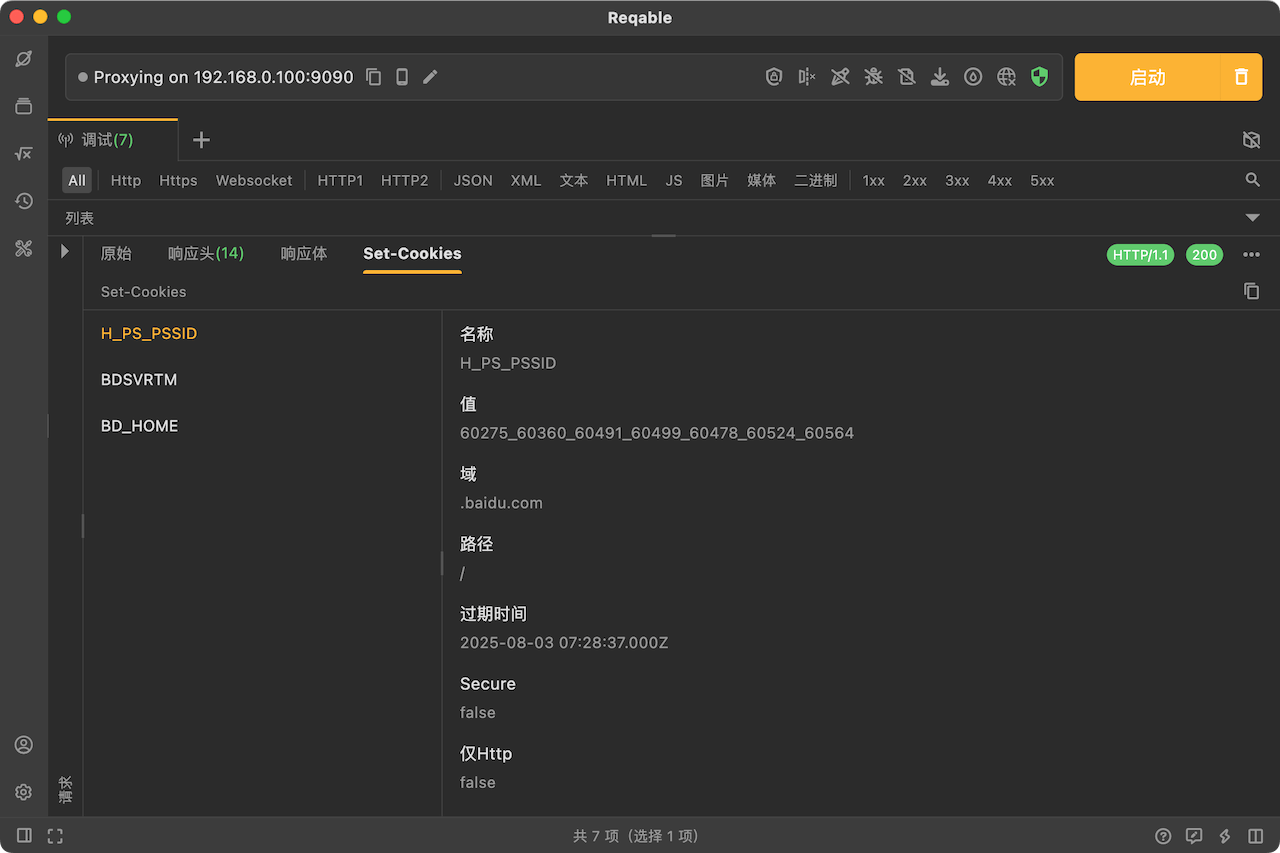 Reqable
Proxying on 192.168.0.100:9090
启动
调试(7)
All Http Https Websocket HTTP1 HTTP2 JSON XML 文本 HTML JS 图片 媒体 二进制 1xx 2xx 3xx 4xx 5xx
列表
原始 响应头(14) 响应体 Set-Cookies HTTP/1.1 200
Set-Cookies
H_PS_PSSID
BDSVRTM
BD_HOME
名称
H_PS_PSSID
值
60275_60360_60491_60499_60478_60524_60564
域
.baidu.com
路径
/
过期时间
2025-08-03 07:28:37.000Z
Secure
false
仅Http
false
请求
共 7 项（选择 1 项）